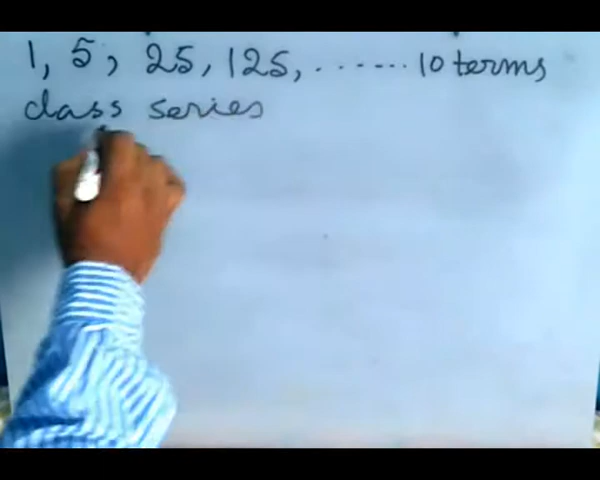 1, 5, 25, 125, ....... 10 terms
class series